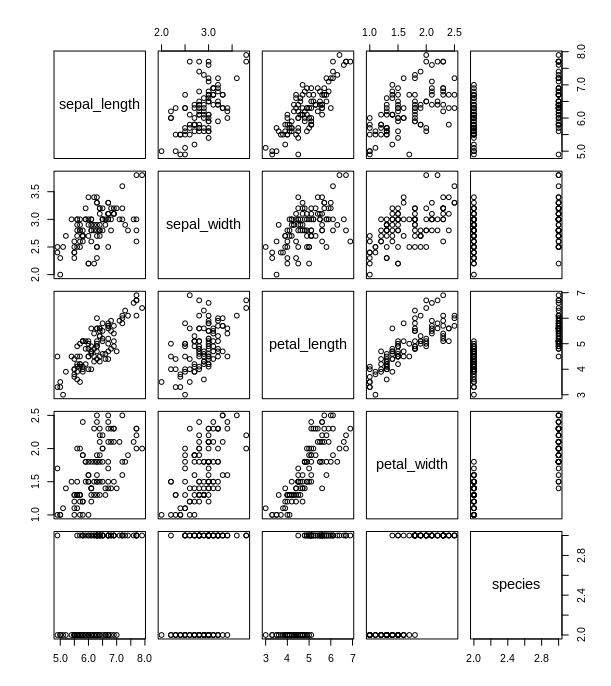 2.0 3.0
1.0 1.5 2.0 2.5
sepal_length
5.0 6.0 7.0 8.0
2.0 2.5 3.0 3.5
sepal_width
petal_length
3 4 5 6 7
1.0 1.5 2.0 2.5
petal_width
species
2.0 2.4 2.8
5.0 6.0 7.0 8.0
3 4 5 6 7
2.0 2.4 2.8